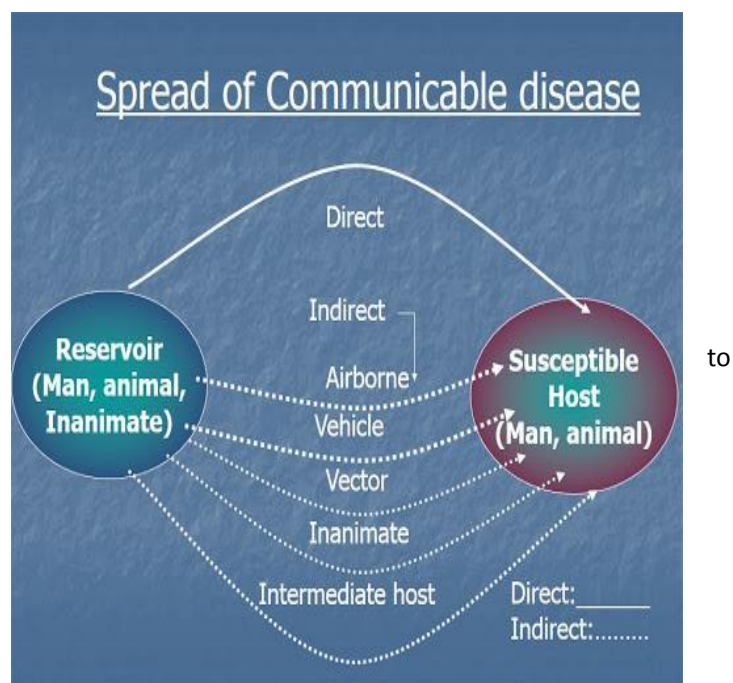 Spread of Communicable disease
Direct
Indirect
Reservoir
(Man, animal,
Inanimate)
Airborne
Vehicle
Vector
Inanimate
Intermediate host
Susceptible
Host
(Man, animal)
to
Direct:_______
Indirect:.........